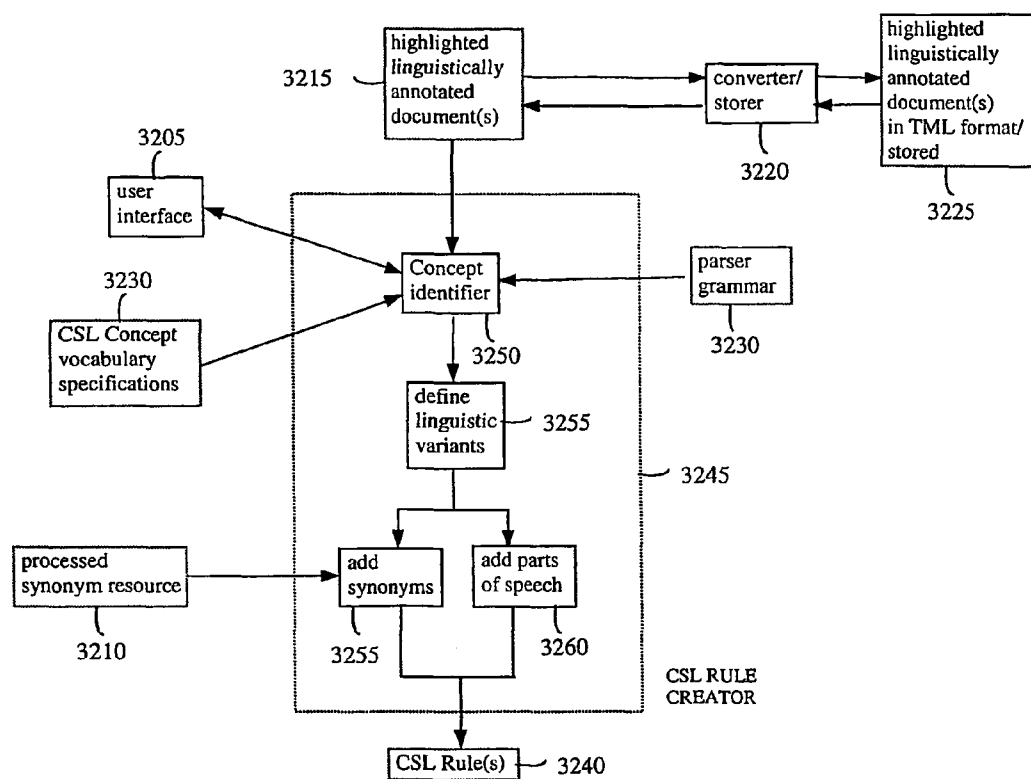 highlighted
linguistically
annotated
document(s)
3215
converter/
storer
3220
highlighted
linguistically
annotated
document(s)
in TML format/
stored
3225
3205
user
interface
3230
CSL Concept
vocabulary
specifications
Concept
identifier
3250
parser
grammar
3230
define
linguistic
variants
3255
3245
processed
synonym resource
3210
add
synonyms
3255
add parts
of speech
3260
CSL RULE
CREATOR
CSL Rule(s)
3240